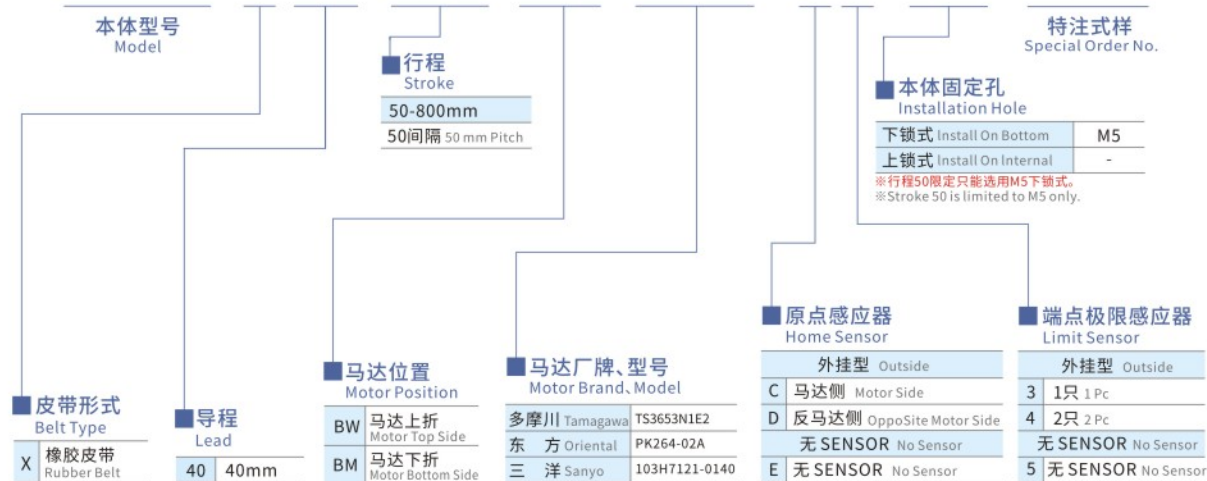 本体型号
Model
特注式样
Special Order No.
行程
Stroke
50-800mm
50间隔 50 mm Pitch
本体固定孔
Installation Hole
下锁式 Install On Bottom M5
上锁式 Install On Internal -
※行程50限定只能选用M5下锁式。
※Stroke 50 is limited to M5 only.
皮带形式
Belt Type
X 橡胶皮带
Rubber Belt
导程
Lead
40 40mm
马达位置
Motor Position
BW 马达上折
Motor Top Side
BM 马达下折
Motor Bottom Side
马达厂牌、型号
Motor Brand、Model
多摩川 Tamagawa TS3653N1E2
东 方 Oriental PK264-02A
三 洋 Sanyo 103H7121-0140
原点感应器
Home Sensor
外挂型 Outside
C 马达侧 Motor Side
D 反马达侧 OppoSite Motor Side
无 SENSOR No Sensor
E 无 SENSOR No Sensor
端点极限感应器
Limit Sensor
外挂型 Outside
3 1只 1 Pc
4 2只 2 Pc
无 SENSOR No Sensor
5 无 SENSOR No Sensor